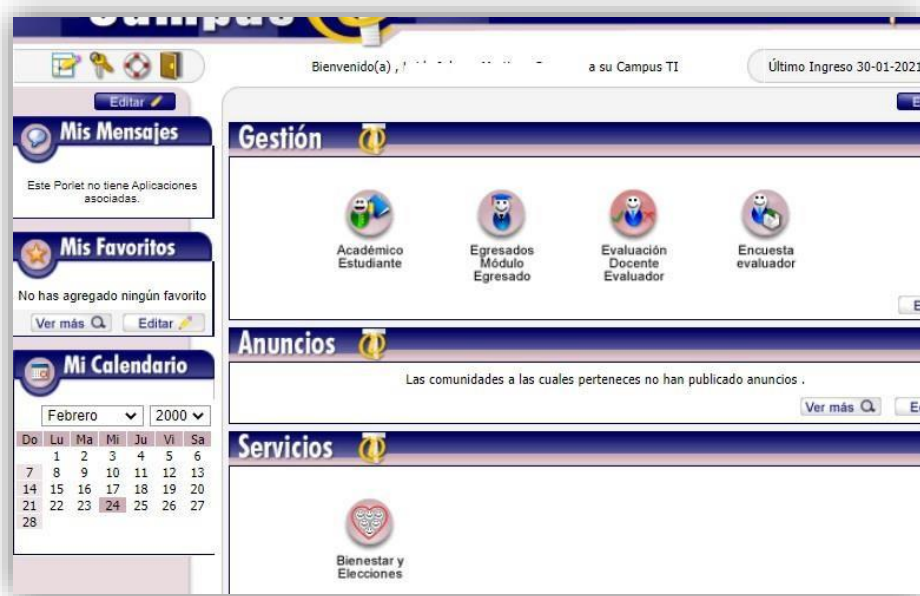 Campus
Bienvenido(a) , a su Campus TI
Último Ingreso 30-01-2021
Editar
Mis Mensajes
Este Porlet no tiene Aplicaciones
asociadas.
Mis Favoritos
No has agregado ningún favorito
Ver más Editar
Mi Calendario
Febrero 2000
Do Lu Ma Mi Ju Vi Sa
1 2 3 4 5 6
7 8 9 10 11 12 13
14 15 16 17 18 19 20
21 22 23 24 25 26 27
28
Gestión
Académico
Estudiante
Egresados
Módulo
Egresado
Evaluación
Docente
Evaluador
Encuesta
evaluador
Anuncios
Las comunidades a las cuales perteneces no han publicado anuncios .
Ver más
Servicios
Bienestar y
Elecciones